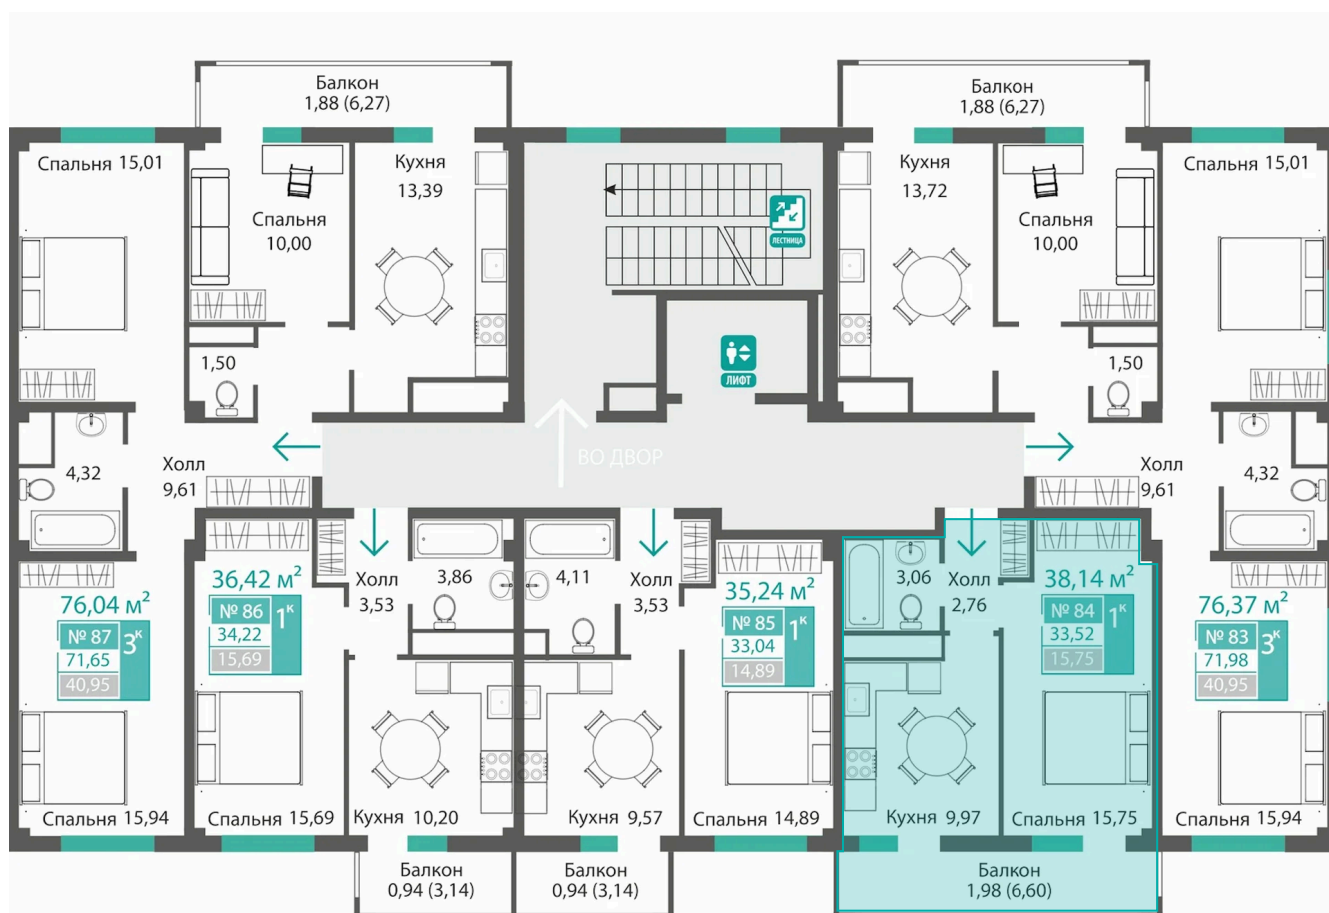 Балкон
1,88 (6,27)
Балкон
1,88 (6,27)
Спальня 15,01
Кухня
13,39
Спальня
10,00
ЛЕСТНИЦА
Кухня
13,72
Спальня
10,00
Спальня 15,01
1,50
ЛИФТ
1,50
ВО ДВОР
Холл
9,61
4,32
Холл
9,61
4,32
76,04 м²
№ 87
3К
71,65
40,95
Спальня 15,94
36,42 м²
№ 86
1К
34,22
15,69
Спальня 15,69
Холл
3,53
3,86
Кухня 10,20
Балкон
0,94 (3,14)
4,11
Холл
3,53
Кухня 9,57
Балкон
0,94 (3,14)
35,24 м²
№ 85
1К
33,04
14,89
Спальня 14,89
3,06
Холл
2,76
Кухня 9,97
38,14 м²
№ 84
1К
33,52
15,75
Спальня 15,75
Балкон
1,98 (6,60)
76,37 м²
№ 83
3К
71,98
40,95
Спальня 15,94